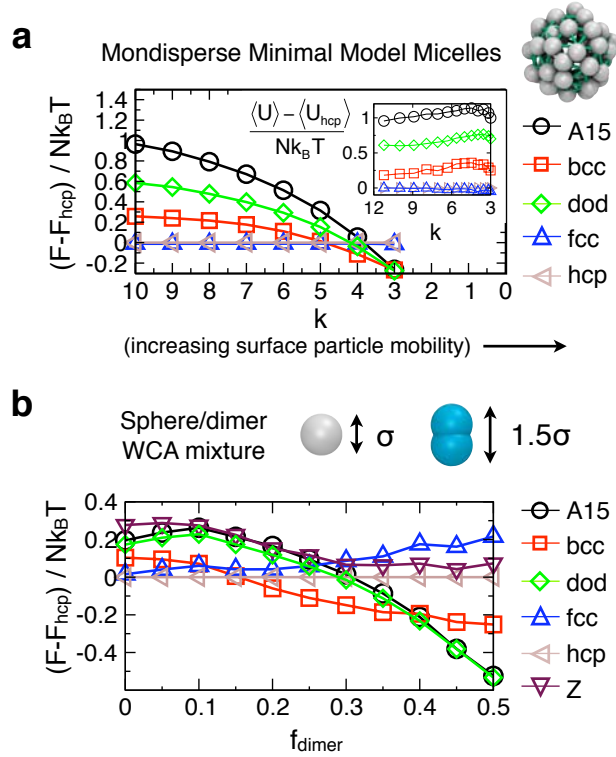 a
Mondisperse Minimal Model Micelles
(F-F_hcp) / Nk_BT
1.4
1.2
1.0
0.8
0.6
0.4
0.2
0
-0.2
10 9 8 7 6 5 4 3 2 1 0
k
(increasing surface particle mobility)
⟨U⟩ − ⟨U_hcp⟩
Nk_BT
1
0.5
0
12 9 6 3
k
A15
bcc
dod
fcc
hcp
b
Sphere/dimer
WCA mixture
σ
1.5σ
(F-F_hcp) / Nk_BT
0.4
0.2
0
-0.2
-0.4
0 0.1 0.2 0.3 0.4 0.5
f_dimer
A15
bcc
dod
fcc
hcp
Z